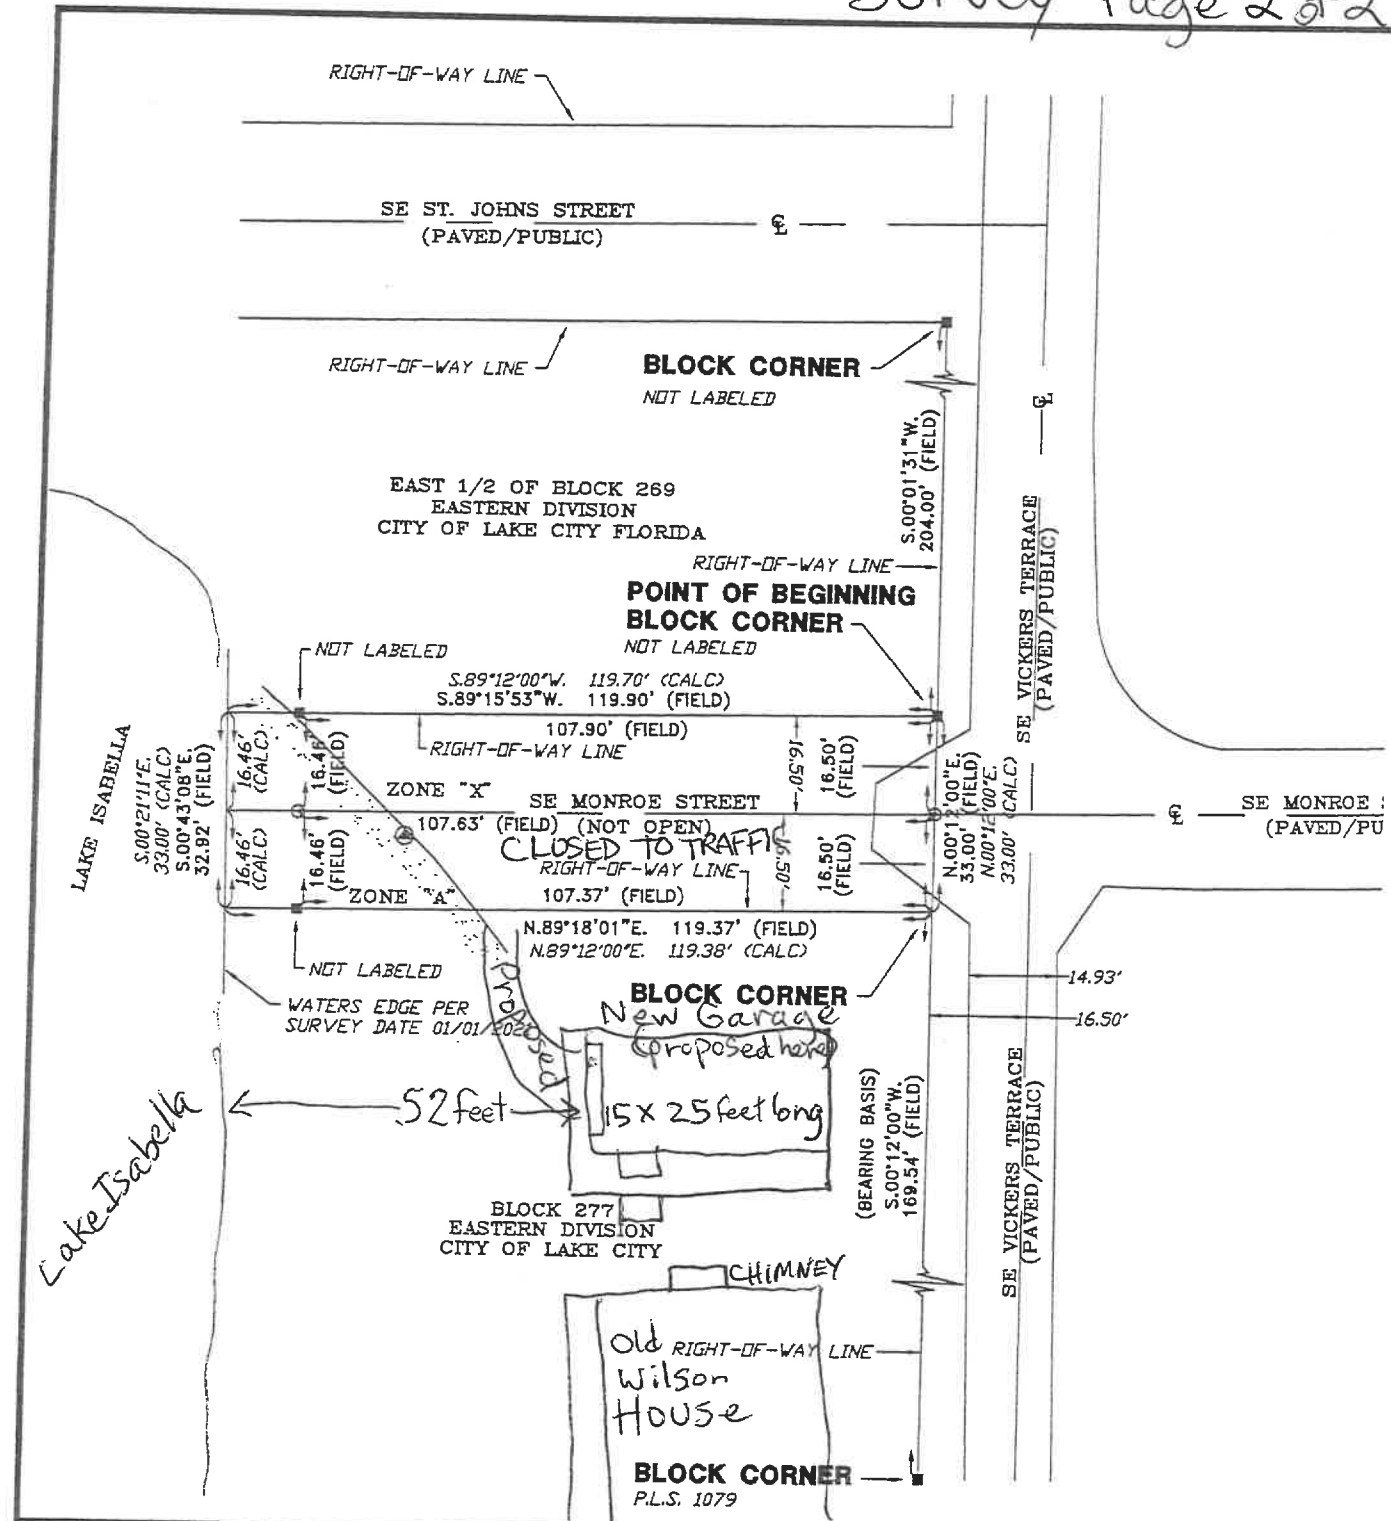 Survey Page 2 of 2
RIGHT-OF-WAY LINE
SE ST. JOHNS STREET
(PAVED/PUBLIC)
℄
RIGHT-OF-WAY LINE
BLOCK CORNER
NOT LABELED
℄
S.00°01'31"W.
204.00' (FIELD)
EAST 1/2 OF BLOCK 269
EASTERN DIVISION
CITY OF LAKE CITY FLORIDA
RIGHT-OF-WAY LINE
SE VICKERS TERRACE
(PAVED/PUBLIC)
POINT OF BEGINNING
BLOCK CORNER
NOT LABELED
NOT LABELED
S.89°12'00"W. 119.70' (CALC)
S.89°15'53"W. 119.90' (FIELD)
107.90' (FIELD)
RIGHT-OF-WAY LINE
LAKE ISABELLA
S.00°21'11"E.
33.00' (CALC)
S.00°43'08"E.
32.92' (FIELD)
16.46'
(CALC)
16.46'
(FIELD)
16.50'
16.50'
(FIELD)
ZONE "X"
SE MONROE STREET
107.63' (FIELD) (NOT OPEN)
CLOSED TO TRAFFIC
N.00°12'00"E.
33.00' (FIELD)
N.00°12'00"E.
33.00' (CALC)
℄
SE MONROE
(PAVED/PU
16.46'
(CALC)
16.46'
(FIELD)
16.50'
16.50'
(FIELD)
RIGHT-OF-WAY LINE
ZONE "A"
107.37' (FIELD)
N.89°18'01"E. 119.37' (FIELD)
N.89°12'00"E. 119.38' (CALC)
NOT LABELED
14.93'
BLOCK CORNER
WATERS EDGE PER
SURVEY DATE 01/01/202
16.50'
Proposed
New Garage
(proposed here)
52 feet
15 x 25 feet long
(BEARING BASIS)
S.00°12'00"W.
169.54' (FIELD)
SE VICKERS TERRACE
(PAVED/PUBLIC)
Lake Isabella
BLOCK 277
EASTERN DIVISION
CITY OF LAKE CITY
CHIMNEY
Old
Wilson
House
RIGHT-OF-WAY LINE
BLOCK CORNER
P.L.S. 1079